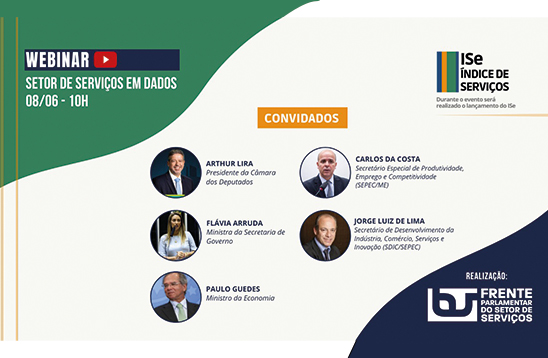 WEBINAR
SETOR DE SERVIÇOS EM DADOS
08/06 - 10H
ISe
ÍNDICE DE
SERVIÇOS
Durante o evento será
realizado o lançamento do ISe
CONVIDADOS
ARTHUR LIRA
Presidente da Câmara
dos Deputados
CARLOS DA COSTA
Secretário Especial de Produtividade,
Emprego e Competitividade
(SEPEC/ME)
FLÁVIA ARRUDA
Ministra da Secretaria de
Governo
JORGE LUIZ DE LIMA
Secretário de Desenvolvimento da
Indústria, Comércio, Serviços e
Inovação (SDIC/SEPEC)
PAULO GUEDES
Ministro da Economia
REALIZAÇÃO:
FRENTE
PARLAMENTAR
DO SETOR DE
SERVIÇOS